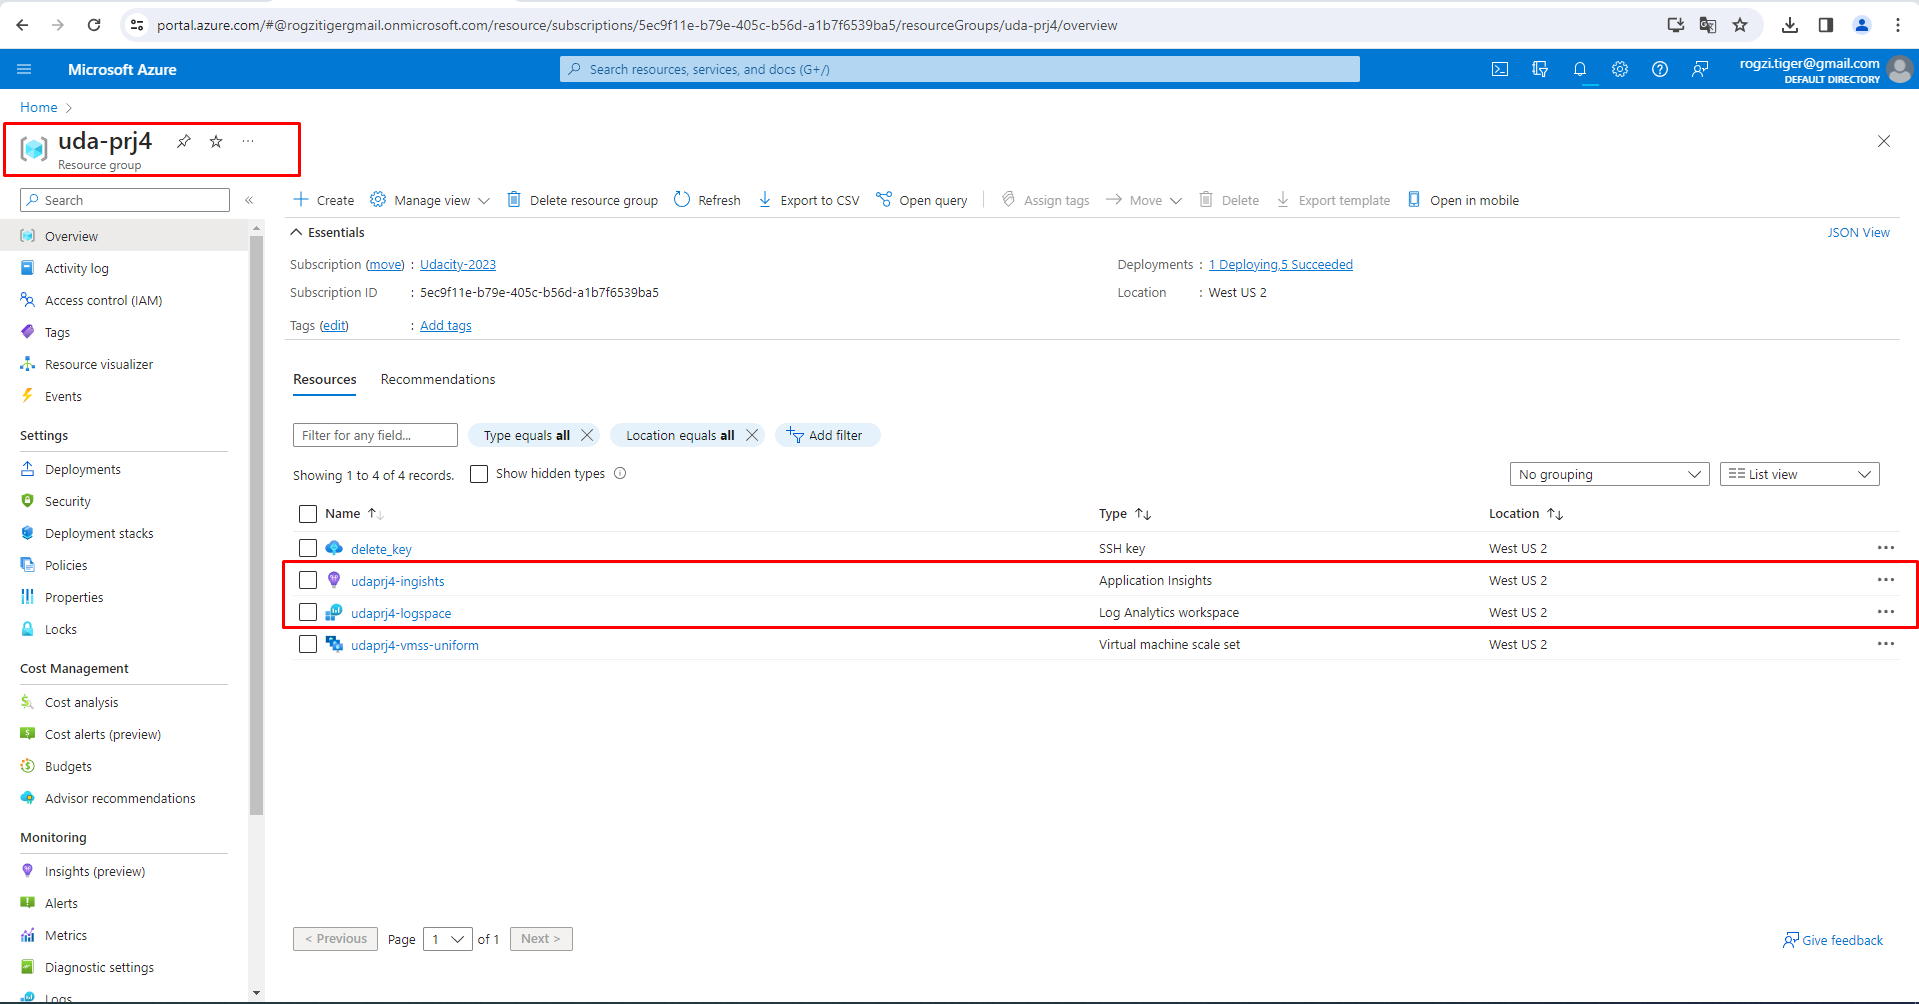 portal.azure.com/#@rogzitigergmail.onmicrosoft.com/resource/subscriptions/5ec9f11e-b79e-405c-b56d-a1b7f6539ba5/resourceGroups/uda-prj4/overview
Microsoft Azure
Search resources, services, and docs (G+/)
rogzi.tiger@gmail.com
DEFAULT DIRECTORY
Home
uda-prj4
Resource group
Search
Create
Manage view
Delete resource group
Refresh
Export to CSV
Open query
Assign tags
Move
Delete
Export template
Open in mobile
Overview
Activity log
Access control (IAM)
Tags
Resource visualizer
Events
Settings
Deployments
Security
Deployment stacks
Policies
Properties
Locks
Cost Management
Cost analysis
Cost alerts (preview)
Budgets
Advisor recommendations
Monitoring
Insights (preview)
Alerts
Metrics
Diagnostic settings
Logs
Essentials
JSON View
Subscription (move) : Udacity-2023
Subscription ID : 5ec9f11e-b79e-405c-b56d-a1b7f6539ba5
Tags (edit) : Add tags
Deployments : 1 Deploying,5 Succeeded
Location : West US 2
Resources Recommendations
Filter for any field...
Type equals all
Location equals all
Add filter
Showing 1 to 4 of 4 records.
Show hidden types
No grouping
List view
Name Type Location
delete_key SSH key West US 2
udaprj4-ingishts Application Insights West US 2
udaprj4-logspace Log Analytics workspace West US 2
udaprj4-vmss-uniform Virtual machine scale set West US 2
< Previous Page 1 of 1 Next >
Give feedback